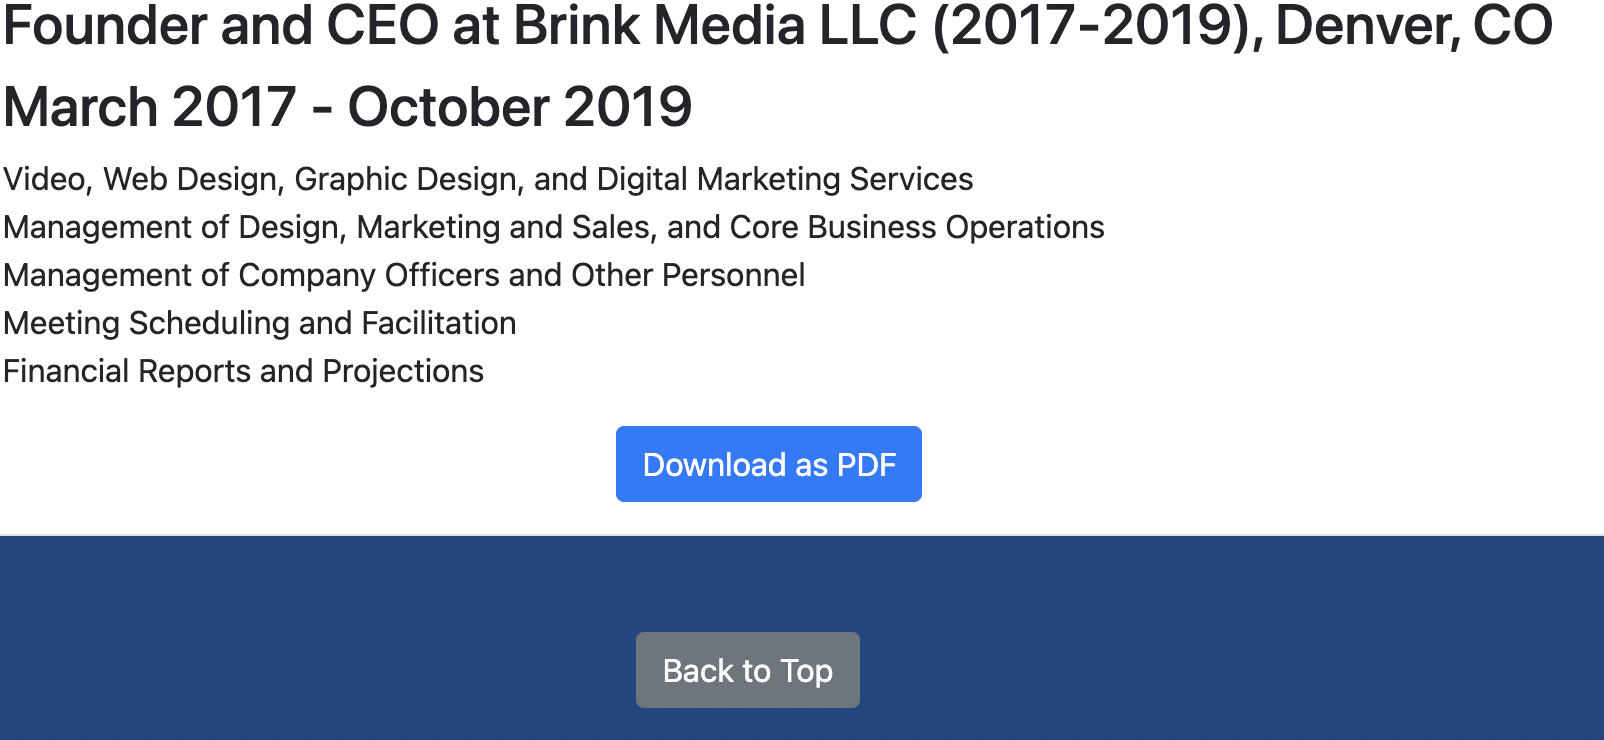 Founder and CEO at Brink Media LLC (2017-2019), Denver, CO
March 2017 - October 2019
Video, Web Design, Graphic Design, and Digital Marketing Services
Management of Design, Marketing and Sales, and Core Business Operations
Management of Company Officers and Other Personnel
Meeting Scheduling and Facilitation
Financial Reports and Projections
Download as PDF
Back to Top